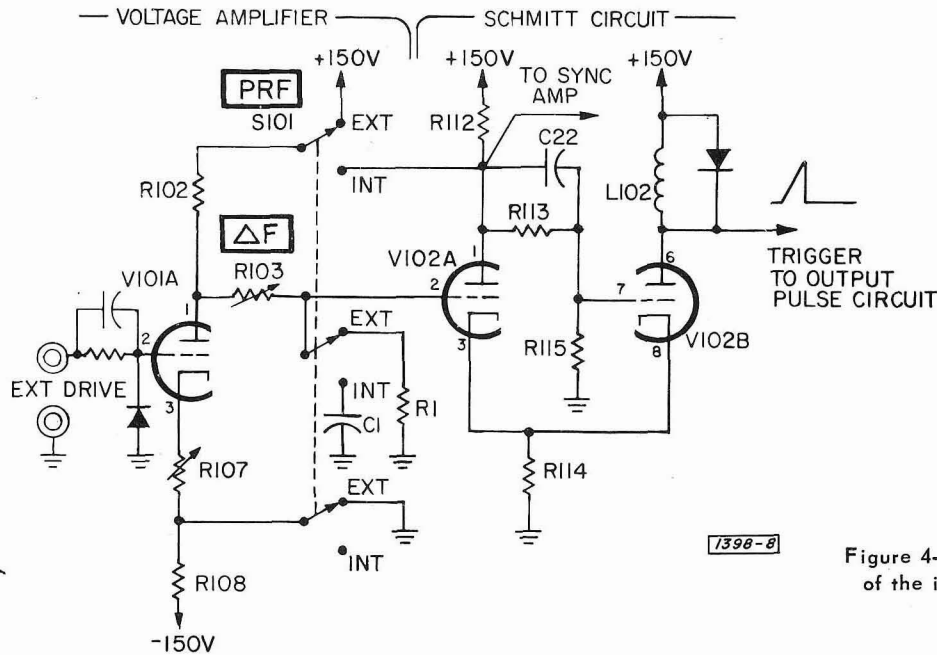 VOLTAGE AMPLIFIER
SCHMITT CIRCUIT
+150V
+150V
+150V
PRF
S101
EXT
TO SYNC
AMP
R112
C22
INT
R102
L102
ΔF
R103
R113
V101A
V102A
1
6
TRIGGER
TO OUTPUT
PULSE CIRCUIT
1
2
2
7
EXT
3
8
V102B
EXT DRIVE
3
INT
R1
R115
C1
R107
EXT
R114
INT
R108
-150V
1398-8
Figure 4-
of the i